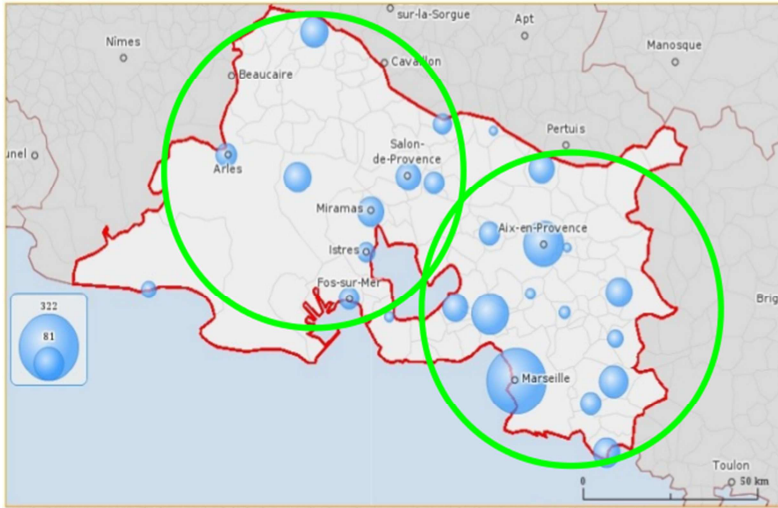 sur-la-Sorgue
Apt
Nîmes
Manosque
Cavaillon
Beaucaire
Pertuis
Salon-
de-Provence
unel
Arles
Miramas
Aix-en-Provence
Istres
Fos-sur-Mer
Brig
322
81
Marseille
Toulon
0
50 km